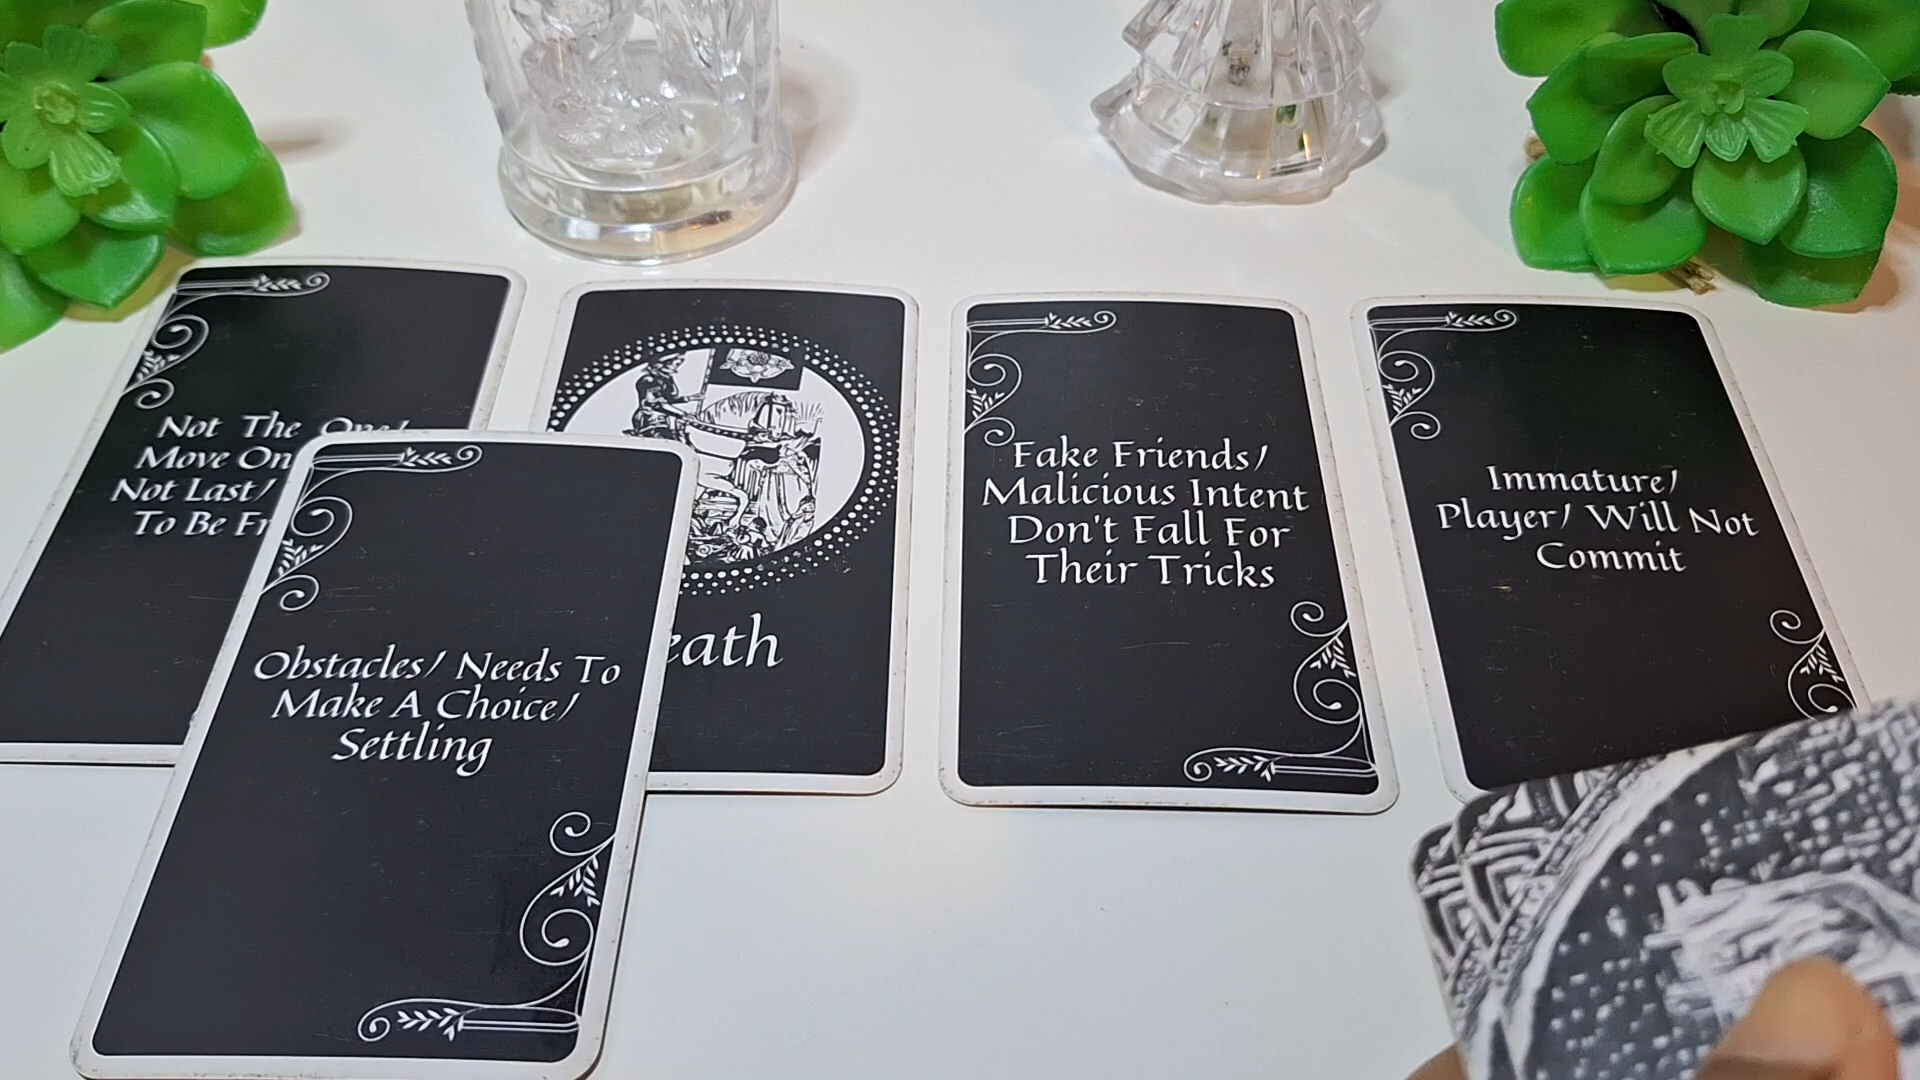 Not The One/
Move On
Not Last/
To Be
Obstacles/ Needs To
Make A Choice/
Settling
eath
Fake Friends/
Malicious Intent
Don't Fall For
Their Tricks
Immature/
Player/ Will Not
Commit